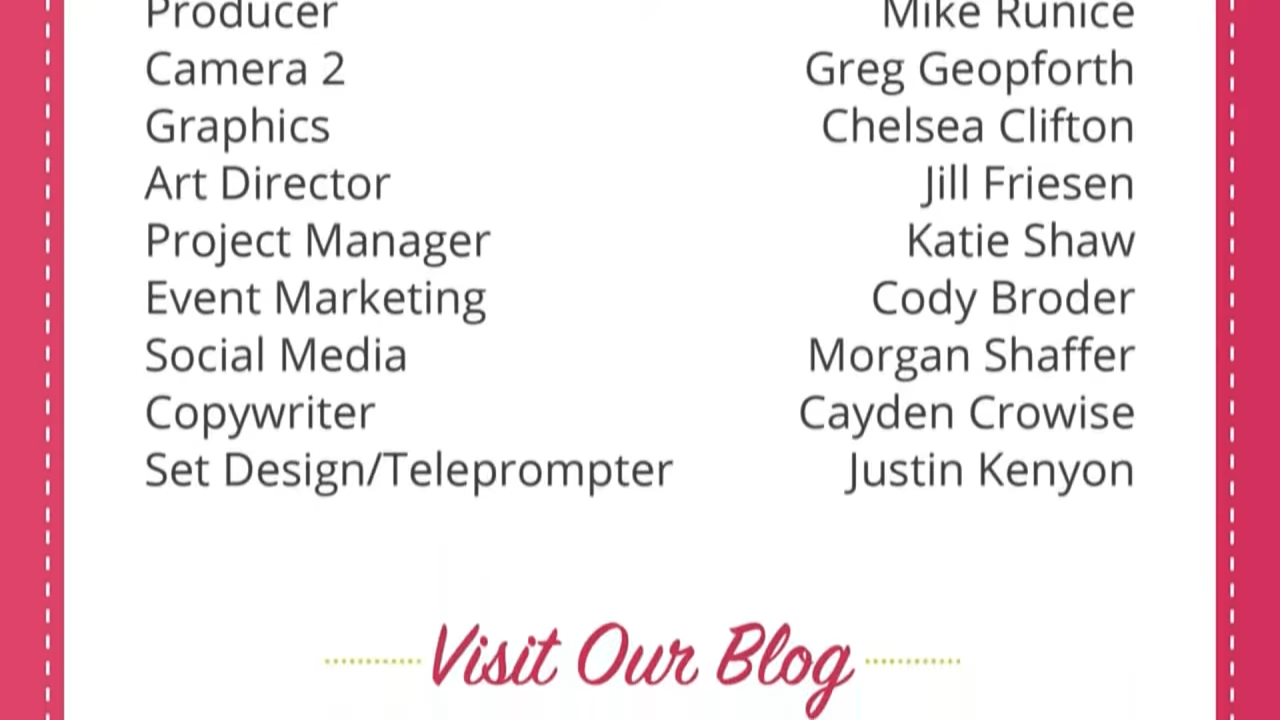 Producer Mike Runice
Camera 2 Greg Geopforth
Graphics Chelsea Clifton
Art Director Jill Friesen
Project Manager Katie Shaw
Event Marketing Cody Broder
Social Media Morgan Shaffer
Copywriter Cayden Crowise
Set Design/Teleprompter Justin Kenyon
Visit Our Blog